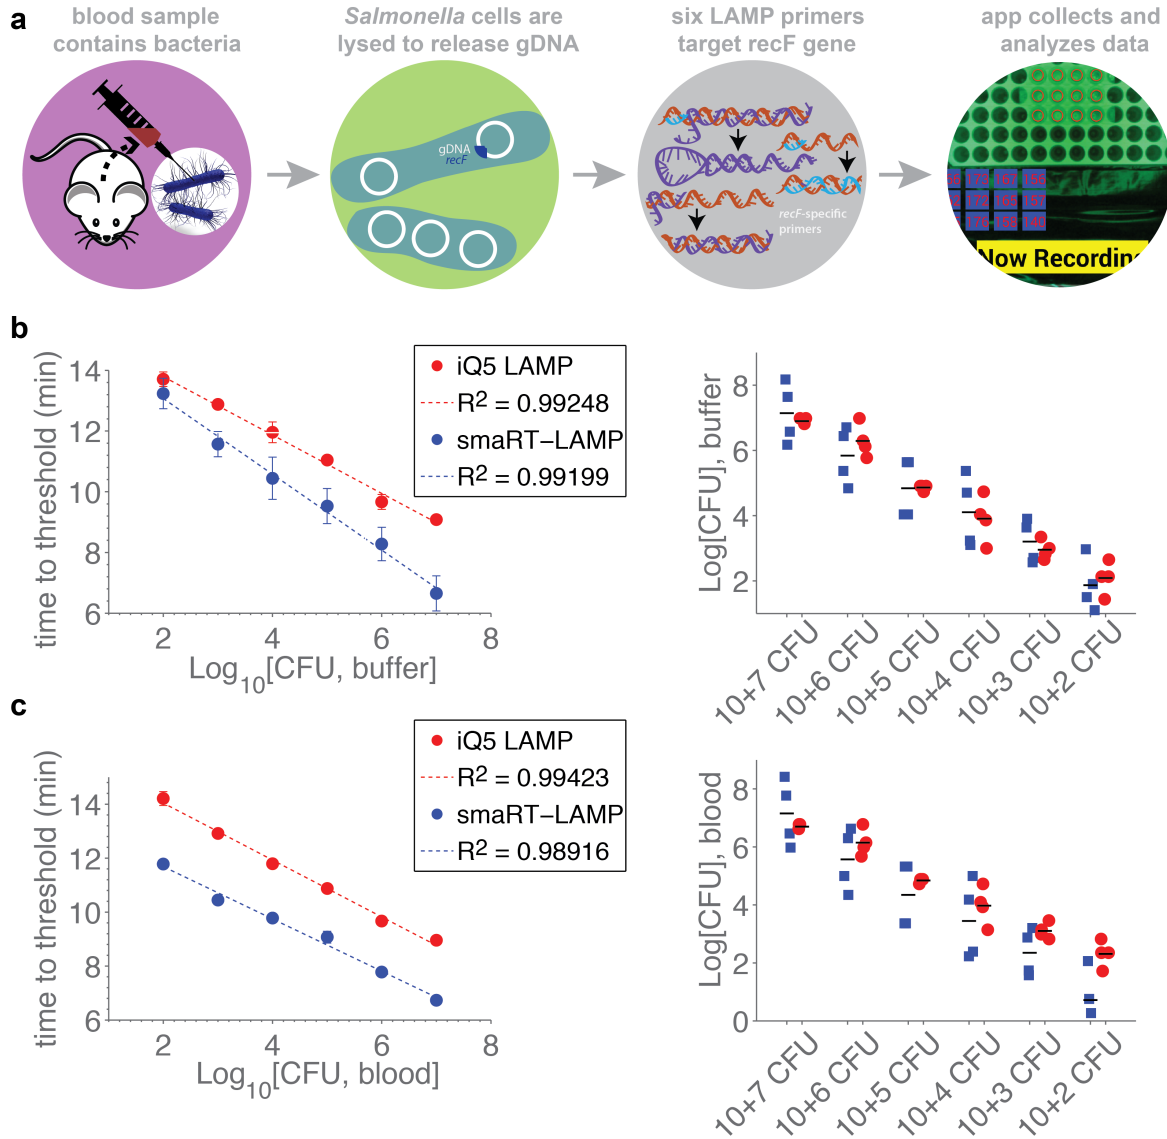 a
blood sample
contains bacteria
Salmonella cells are
lysed to release gDNA
six LAMP primers
target recF gene
app collects and
analyzes data
gDNA
recF
recF-specific
primers
173 167 156
Now Recording
b
time to threshold (min)
14
12
10
8
6
2
4
6
8
Log10[CFU, buffer]
iQ5 LAMP
R2 = 0.99248
smaRT-LAMP
R2 = 0.99199
Log[CFU], buffer
8
6
4
2
10+7 CFU
10+6 CFU
10+5 CFU
10+4 CFU
10+3 CFU
10+2 CFU
c
time to threshold (min)
14
12
10
8
6
2
4
6
8
Log10[CFU, blood]
iQ5 LAMP
R2 = 0.99423
smaRT-LAMP
R2 = 0.98916
Log[CFU], blood
8
6
4
2
0
10+7 CFU
10+6 CFU
10+5 CFU
10+4 CFU
10+3 CFU
10+2 CFU